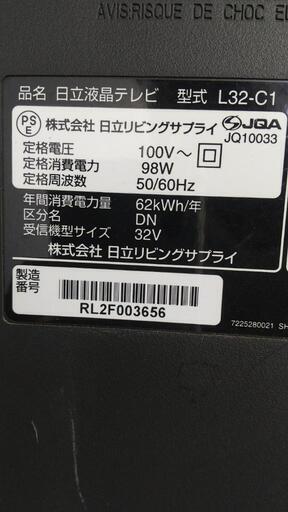 AVIS:RISQUE DE CHOC EL
品名 日立液晶テレビ 型式 L32-C1
PS E 株式会社 日立リビングサプライ JQA
JQ10033
定格電圧 100V～
定格消費電力 98W
定格周波数 50/60Hz
年間消費電力量 62kWh/年
区分名 DN
受信機型サイズ 32V
株式会社 日立リビングサプライ
製造番号
RL2F003656
7225280021 SH